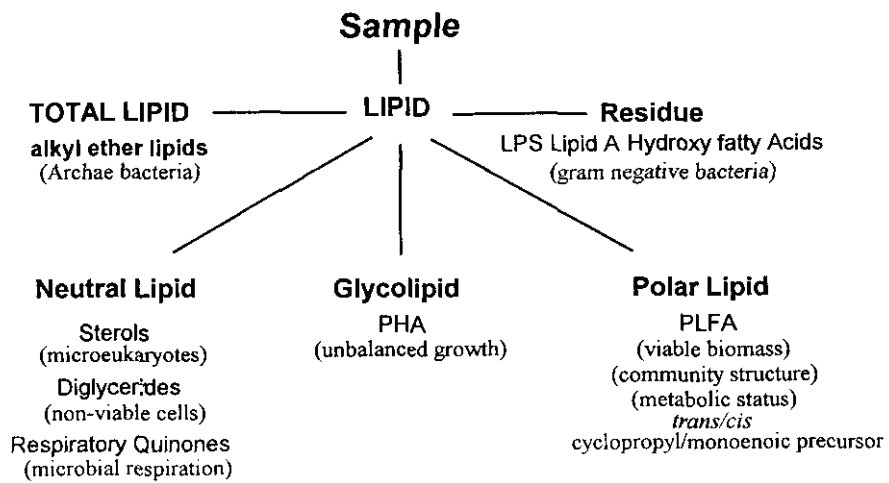 Sample
TOTAL LIPID
LIPID
Residue
alkyl ether lipids
(Archae bacteria)
LPS Lipid A Hydroxy fatty Acids
(gram negative bacteria)
Neutral Lipid
Sterols
(microeukaryotes)
Diglycerides
(non-viable cells)
Respiratory Quinones
(microbial respiration)
Glycolipid
PHA
(unbalanced growth)
Polar Lipid
PLFA
(viable biomass)
(community structure)
(metabolic status)
trans/cis
cyclopropyl/monoenoic precursor